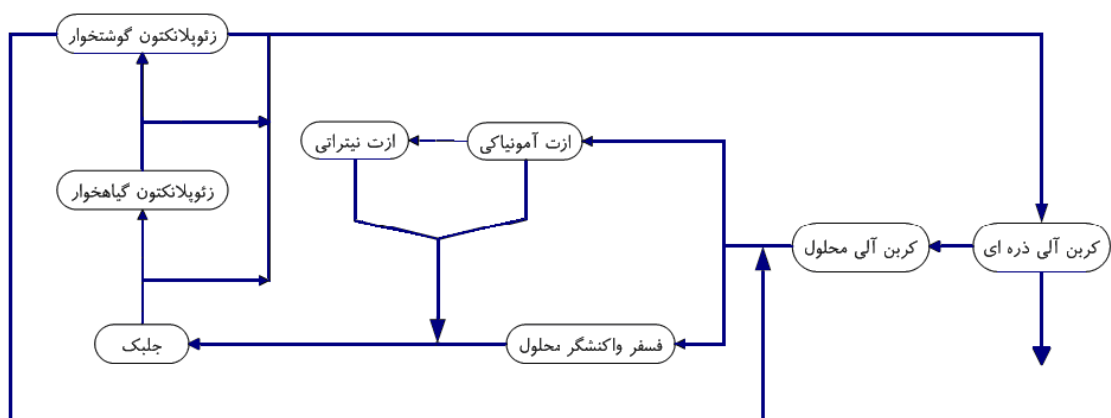 زئوپلانکتون گوشتخوار
ازت نیتراتی
ازت آمونیاکی
زئوپلانکتون گیاهخوار
کربن آلی محلول
کربن آلی ذره ای
جلبک
فسفر واکنشگر محلول